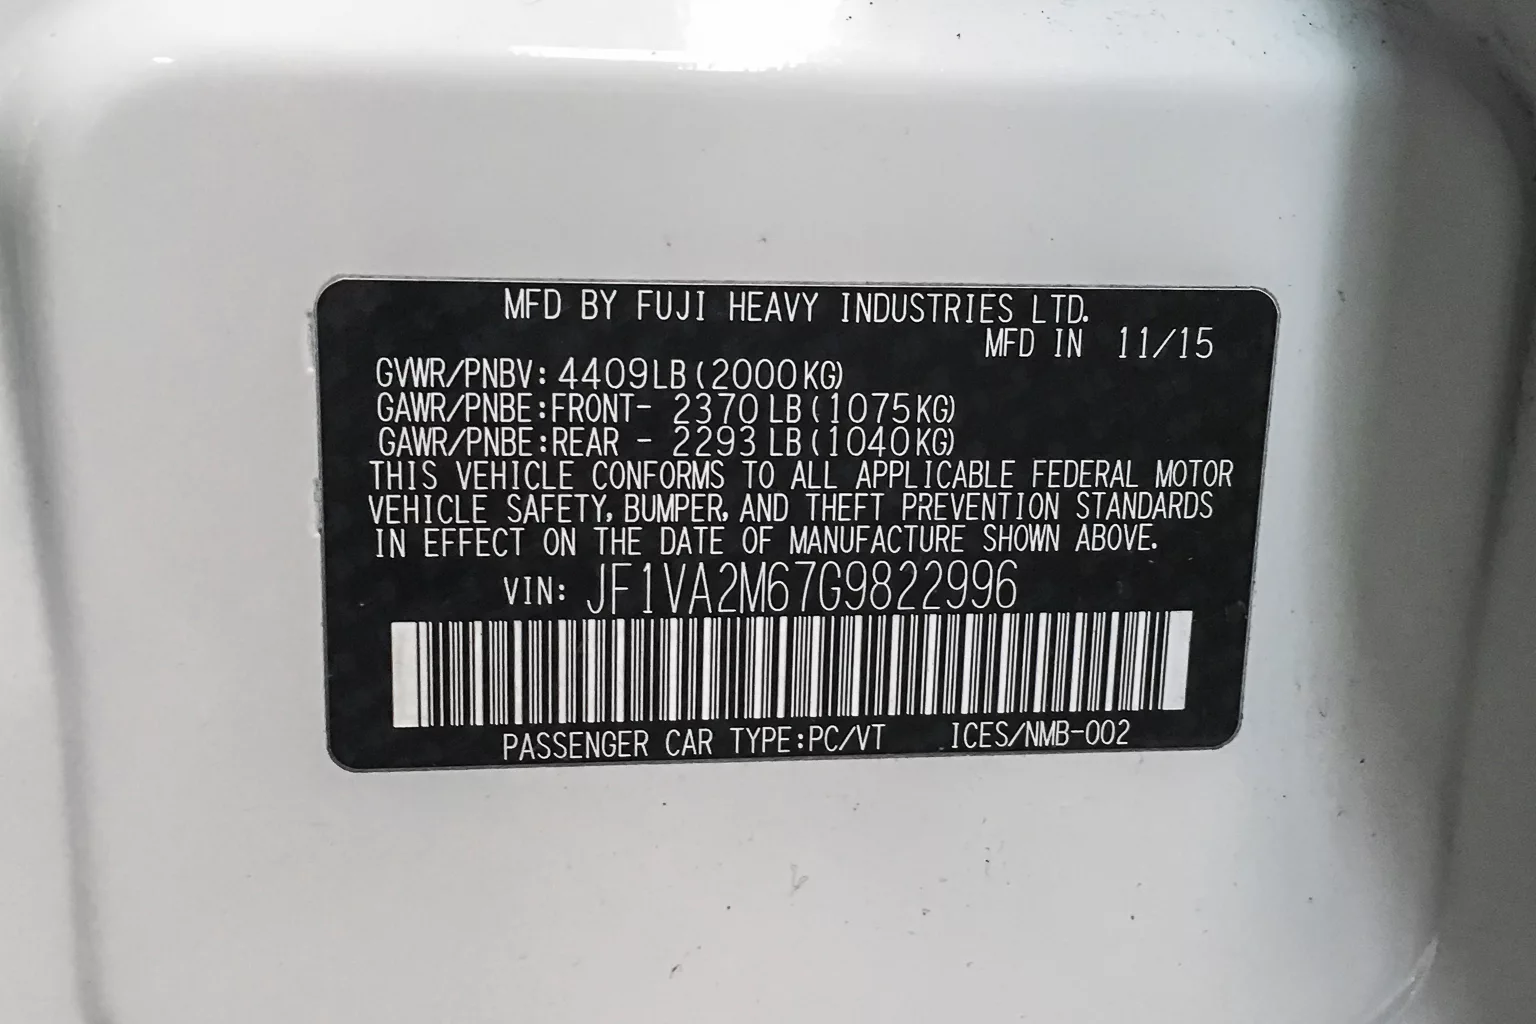 MFD BY FUJI HEAVY INDUSTRIES LTD.
MFD IN 11/15
GVWR/PNBV: 4409LB(2000KG)
GAWR/PNBE:FRONT- 2370LB(1075KG)
GAWR/PNBE:REAR - 2293LB(1040KG)
THIS VEHICLE CONFORMS TO ALL APPLICABLE FEDERAL MOTOR
VEHICLE SAFETY, BUMPER, AND THEFT PREVENTION STANDARDS
IN EFFECT ON THE DATE OF MANUFACTURE SHOWN ABOVE.
VIN: JF1VA2M67G9822996
PASSENGER CAR TYPE:PC/VT ICES/NMB-002